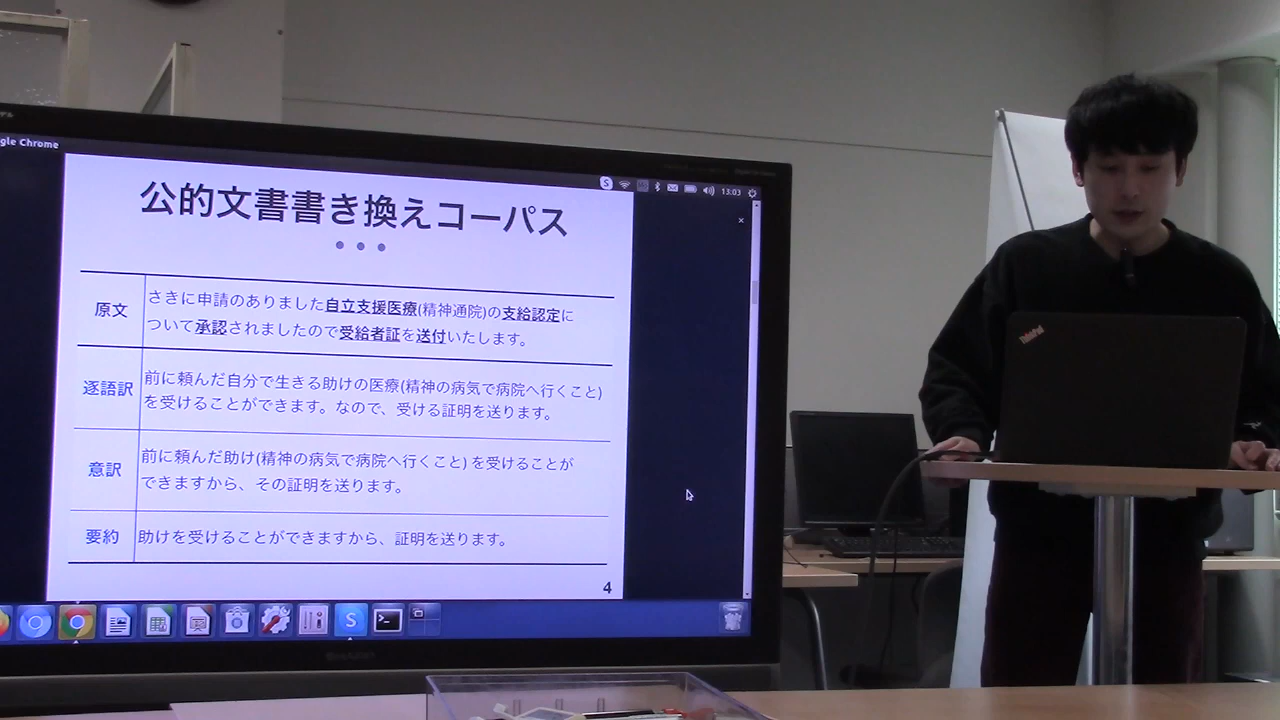 gle Chrome
13:03
公的文書書き換えコーパス
原文
さきに申請のありました自立支援医療(精神通院)の支給認定に
ついて承認されましたので受給者証を送付いたします。
逐語訳
前に頼んだ自分で生きる助けの医療(精神の病気で病院へ行くこと)
を受けることができます。なので、受ける証明を送ります。
意訳
前に頼んだ助け(精神の病気で病院へ行くこと) を受けることが
できますから、その証明を送ります。
要約
助けを受けることができますから、証明を送ります。
4
ThinkPad